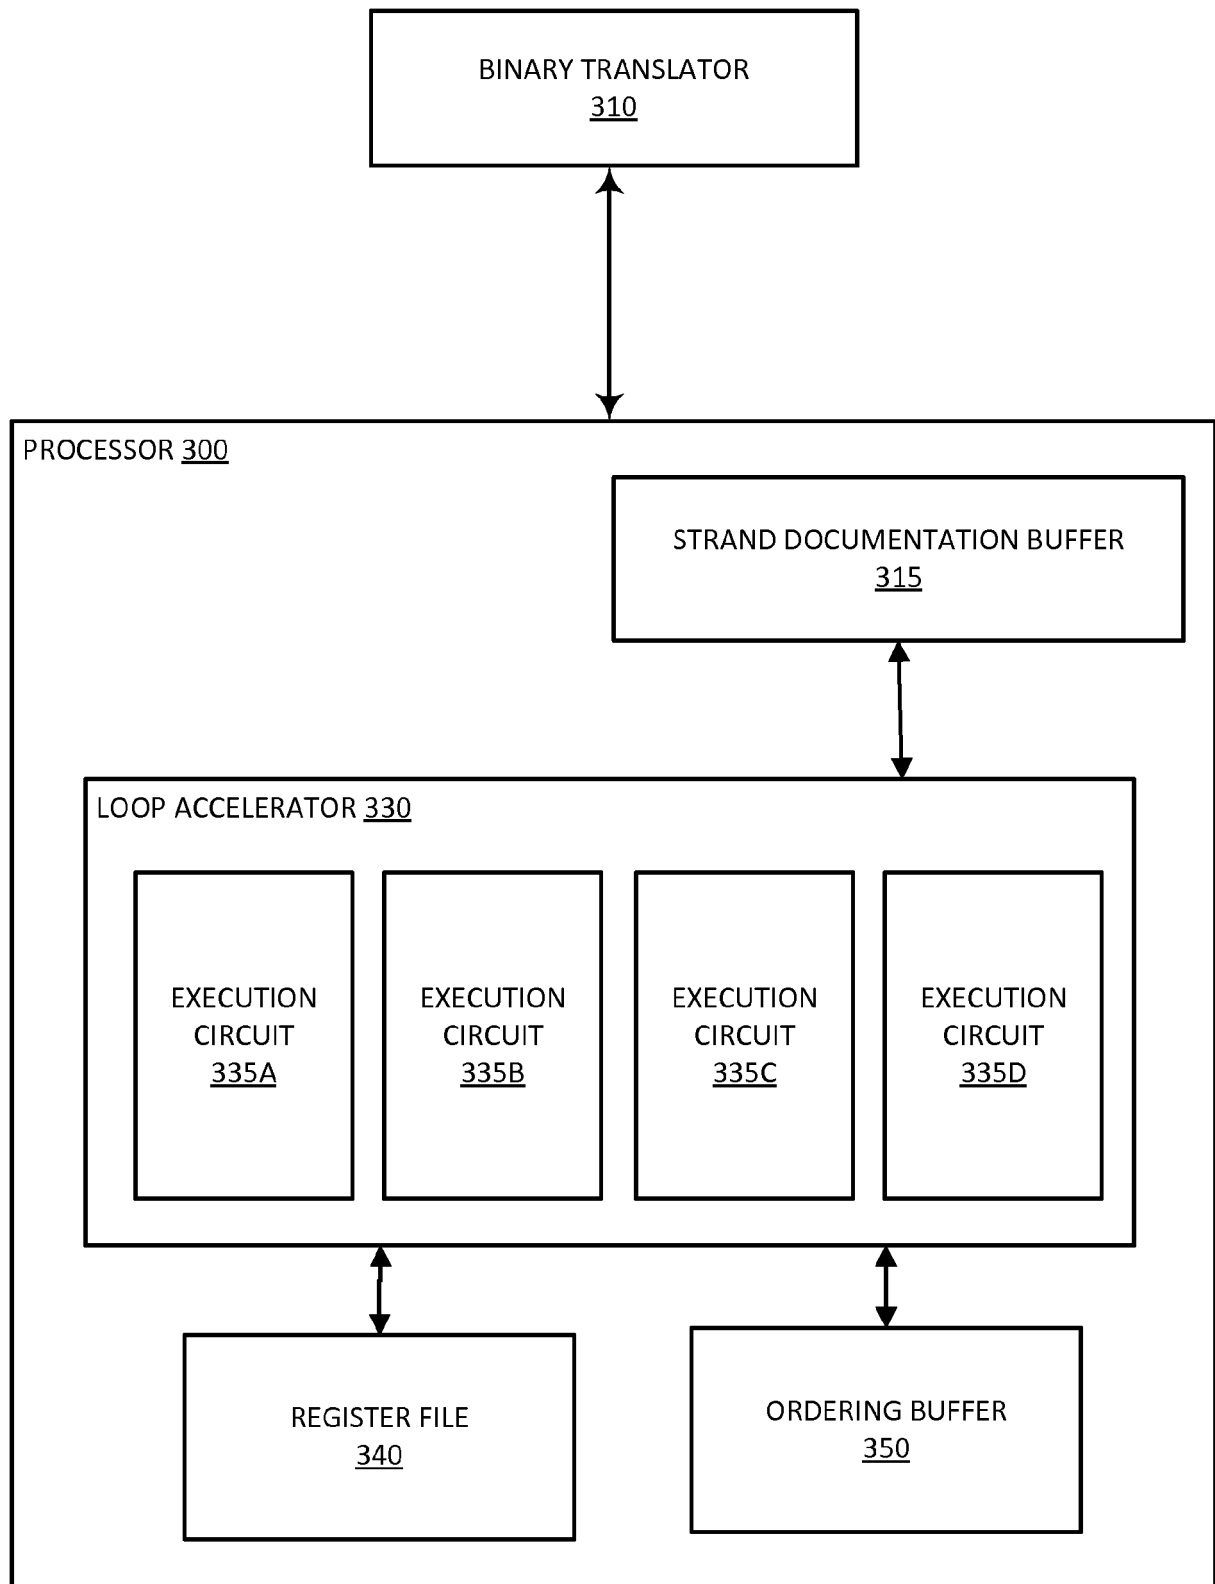 BINARY TRANSLATOR
310
PROCESSOR 300
STRAND DOCUMENTATION BUFFER
315
LOOP ACCELERATOR 330
EXECUTION
CIRCUIT
335A
EXECUTION
CIRCUIT
335B
EXECUTION
CIRCUIT
335C
EXECUTION
CIRCUIT
335D
REGISTER FILE
340
ORDERING BUFFER
350